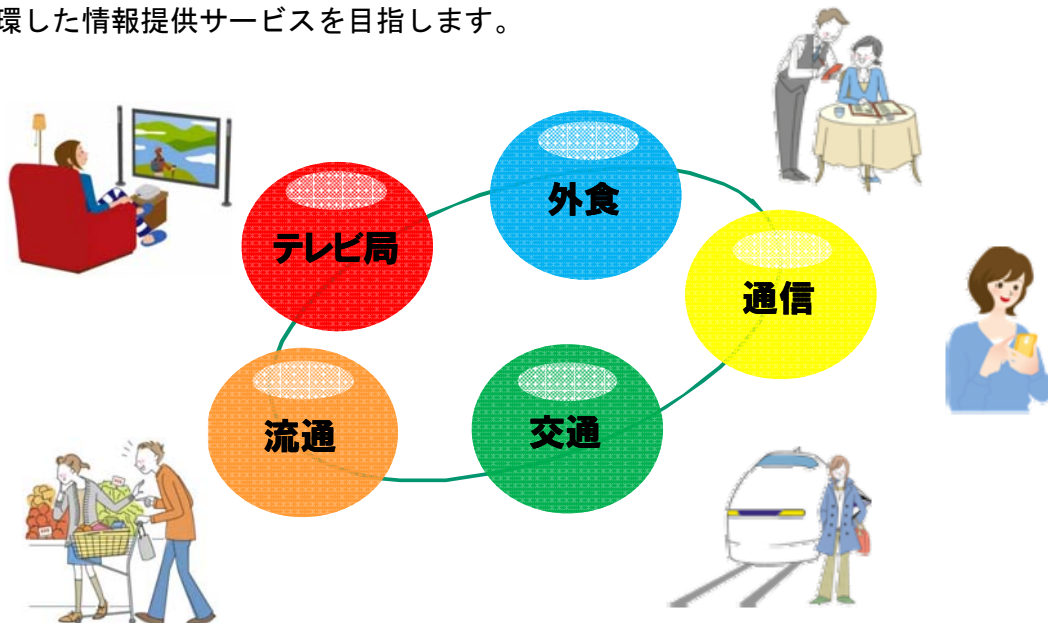 環した情報提供サービスを目指します。
外食
テレビ局
通信
流通
交通